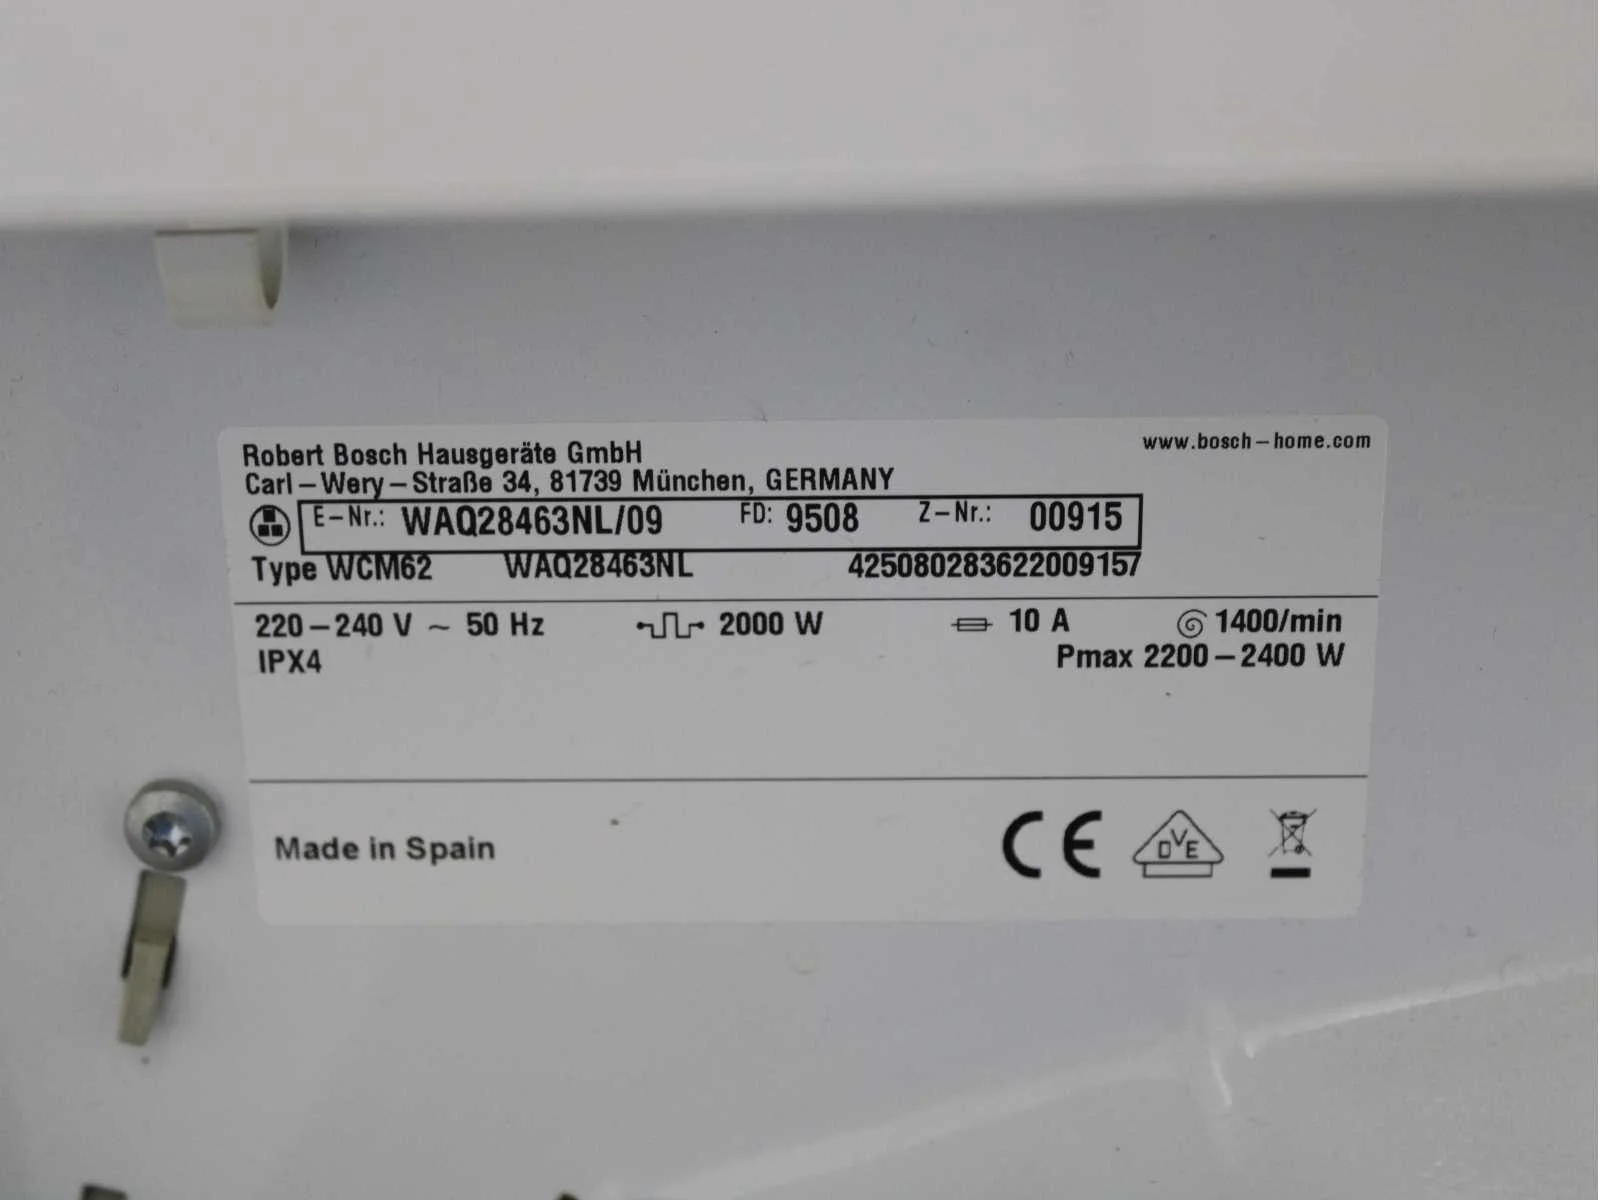 Robert Bosch Hausgeräte GmbH
www.bosch-home.com
Carl-Wery-Straße 34, 81739 München, GERMANY
E-Nr.: WAQ28463NL/09 FD: 9508 Z-Nr.: 00915
Type WCM62 WAQ28463NL 425080283622009157
220-240 V ~ 50 Hz 2000 W 10 A 1400/min
IPX4 Pmax 2200-2400 W
Made in Spain CE DVE